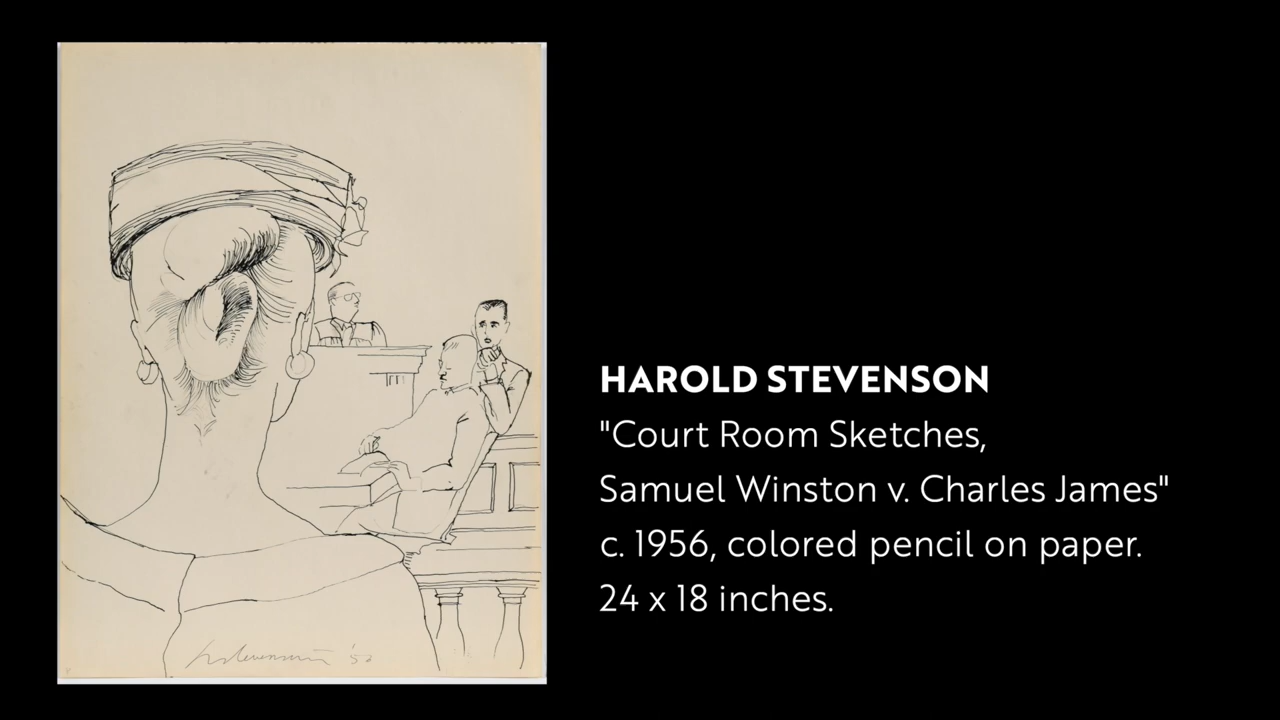 HAROLD STEVENSON
"Court Room Sketches,
Samuel Winston v. Charles James"
c. 1956, colored pencil on paper.
24 x 18 inches.